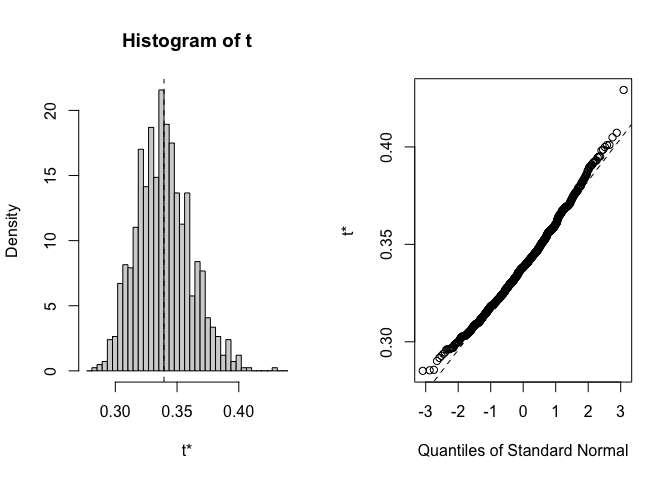 Histogram of t
Density
0
5
10
15
20
0.30 0.35 0.40
t*
t*
0.30
0.35
0.40
-3 -2 -1 0 1 2 3
Quantiles of Standard Normal